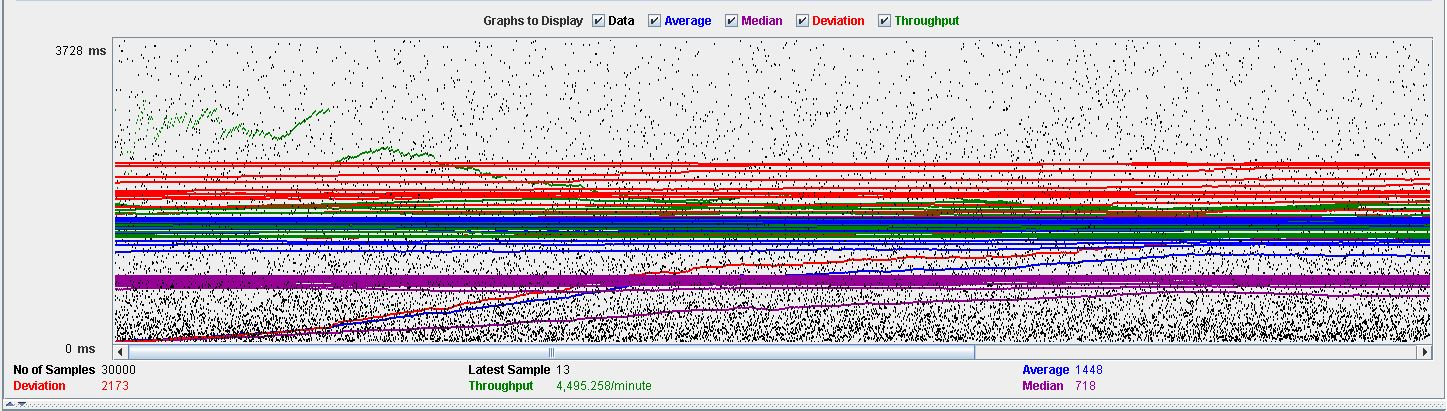 Graphs to Display Data Average Median Deviation Throughput
3728 ms
0 ms
No of Samples 30000 Latest Sample 13 Average 1448
Deviation 2173 Throughput 4,495.258/minute Median 718